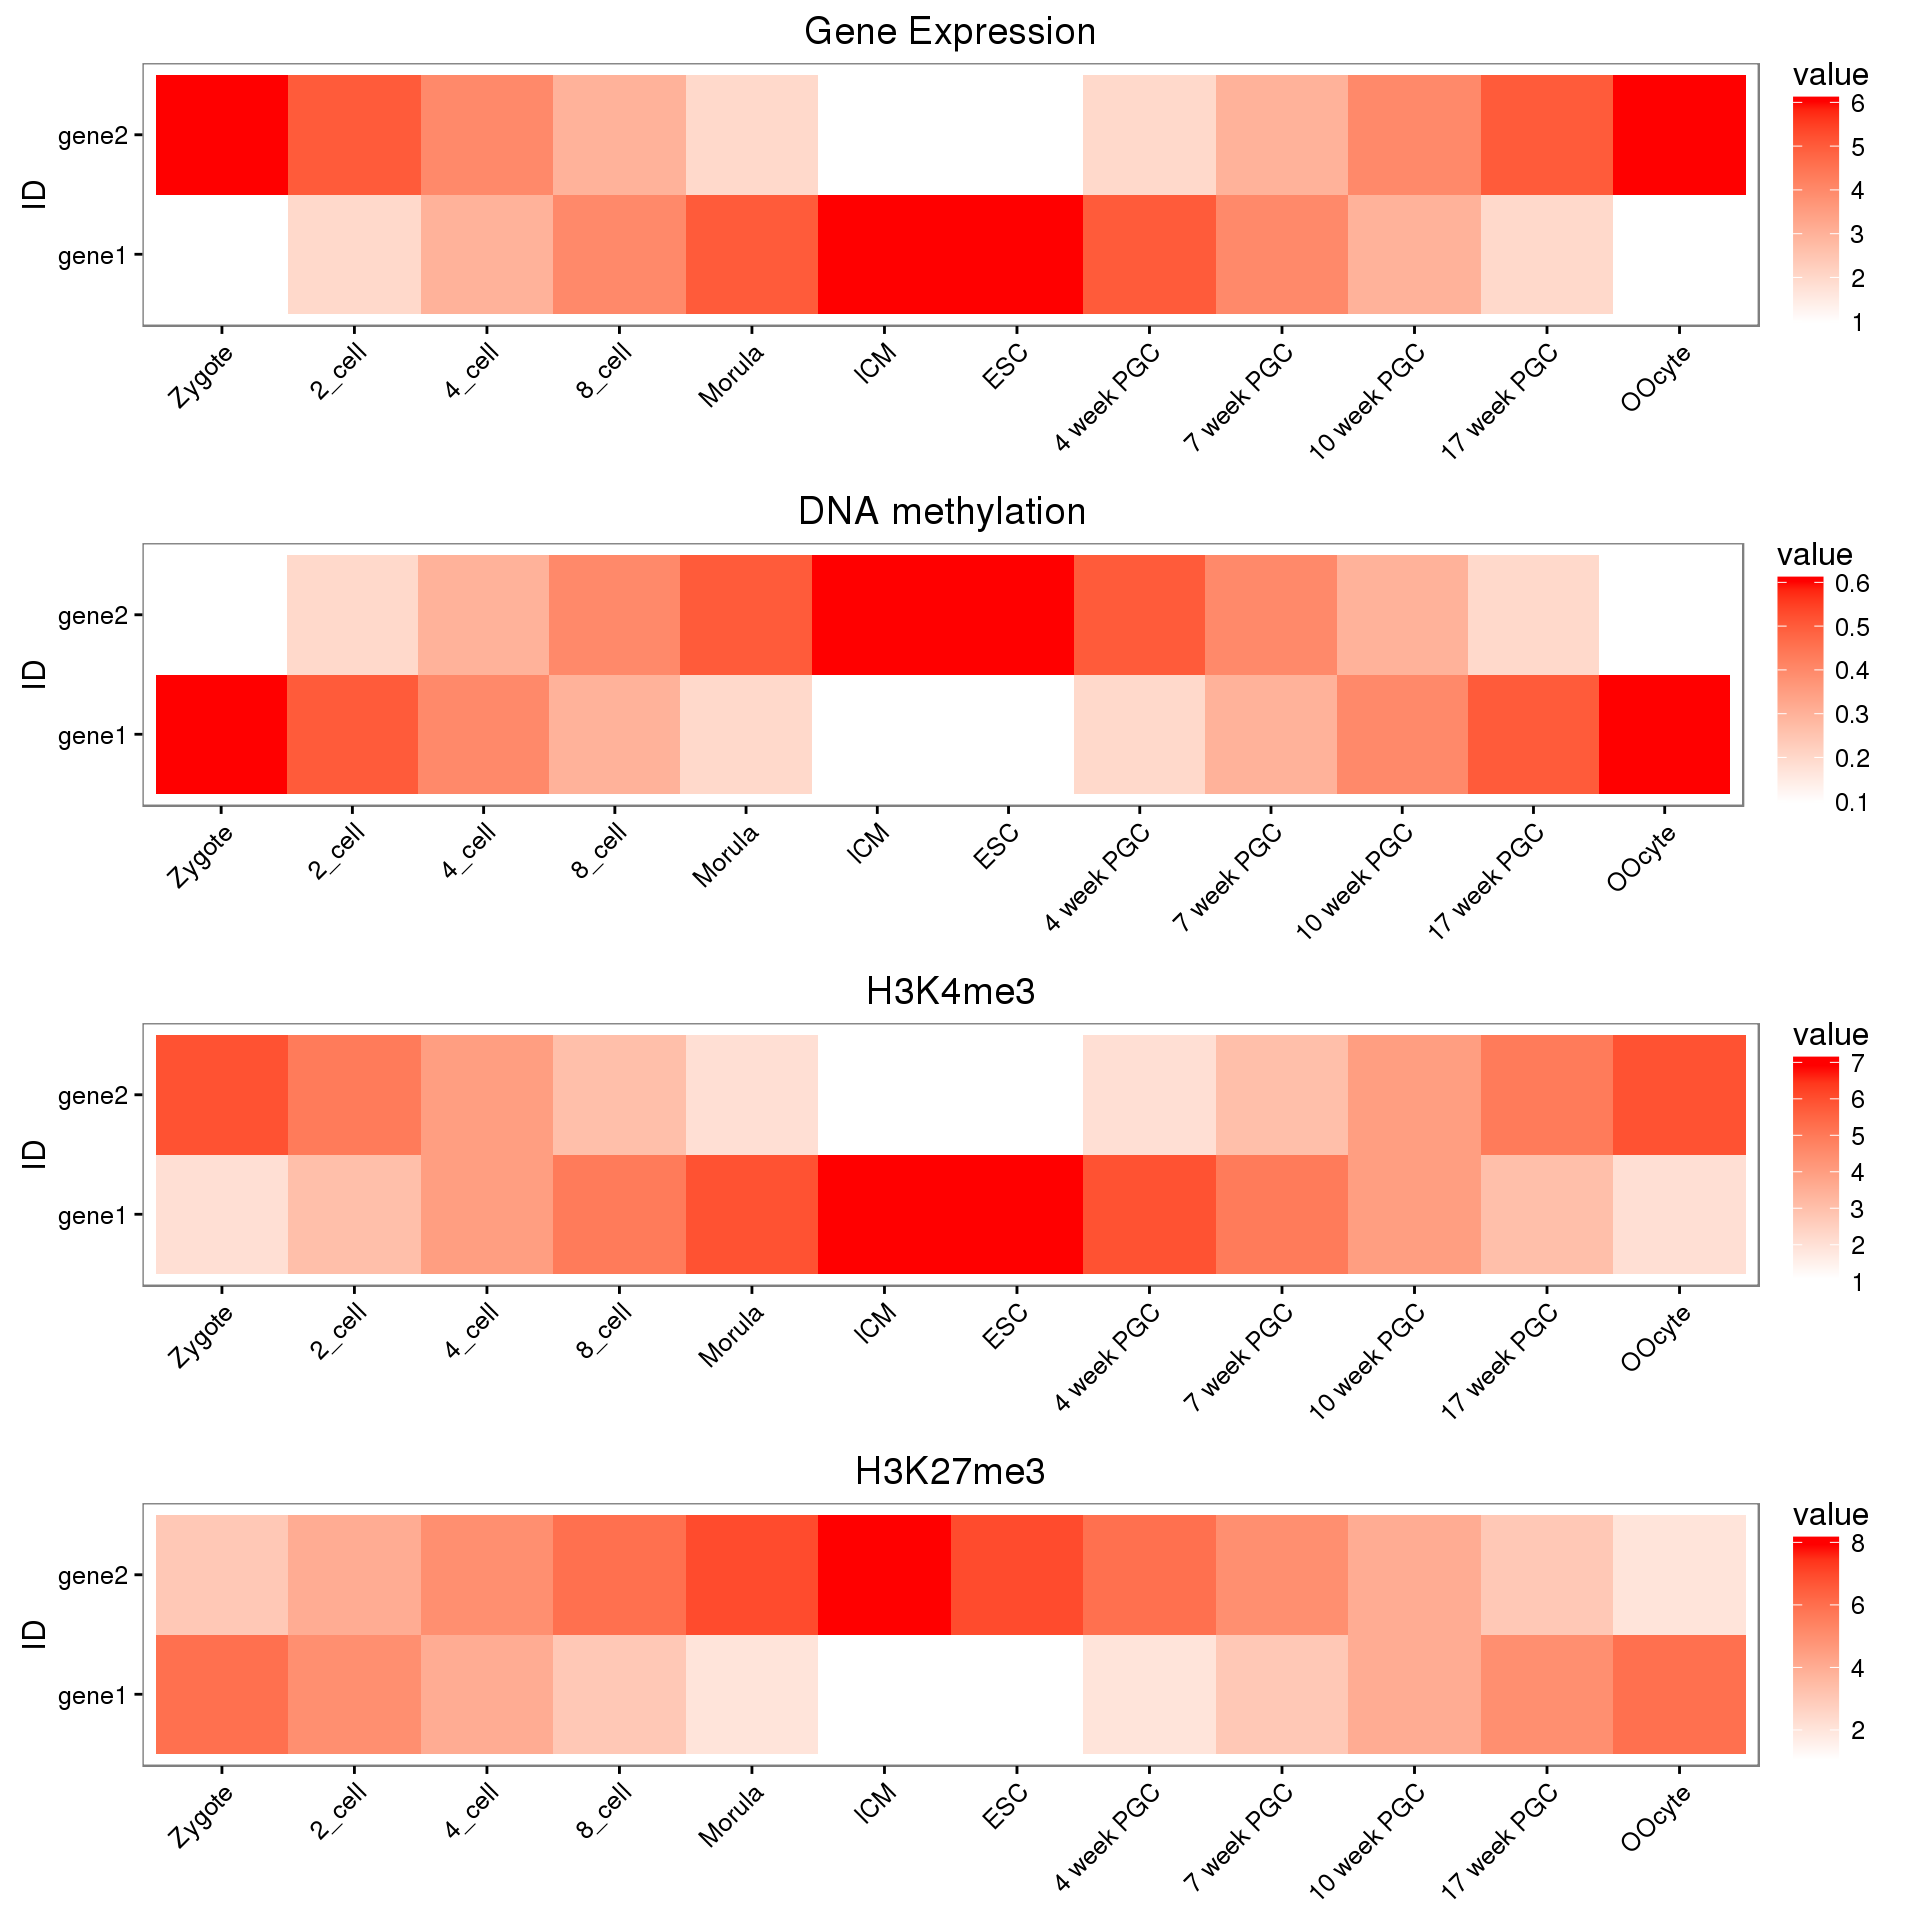 Gene Expression
value
6
5
4
3
2
1
ID
gene2
gene1
Zygote
2_cell
4_cell
8_cell
Morula
ICM
ESC
4 week PGC
7 week PGC
10 week PGC
17 week PGC
OOcyte
DNA methylation
value
0.6
0.5
0.4
0.3
0.2
0.1
ID
gene2
gene1
Zygote
2_cell
4_cell
8_cell
Morula
ICM
ESC
4 week PGC
7 week PGC
10 week PGC
17 week PGC
OOcyte
H3K4me3
value
7
6
5
4
3
2
1
ID
gene2
gene1
Zygote
2_cell
4_cell
8_cell
Morula
ICM
ESC
4 week PGC
7 week PGC
10 week PGC
17 week PGC
OOcyte
H3K27me3
value
8
6
4
2
ID
gene2
gene1
Zygote
2_cell
4_cell
8_cell
Morula
ICM
ESC
4 week PGC
7 week PGC
10 week PGC
17 week PGC
OOcyte